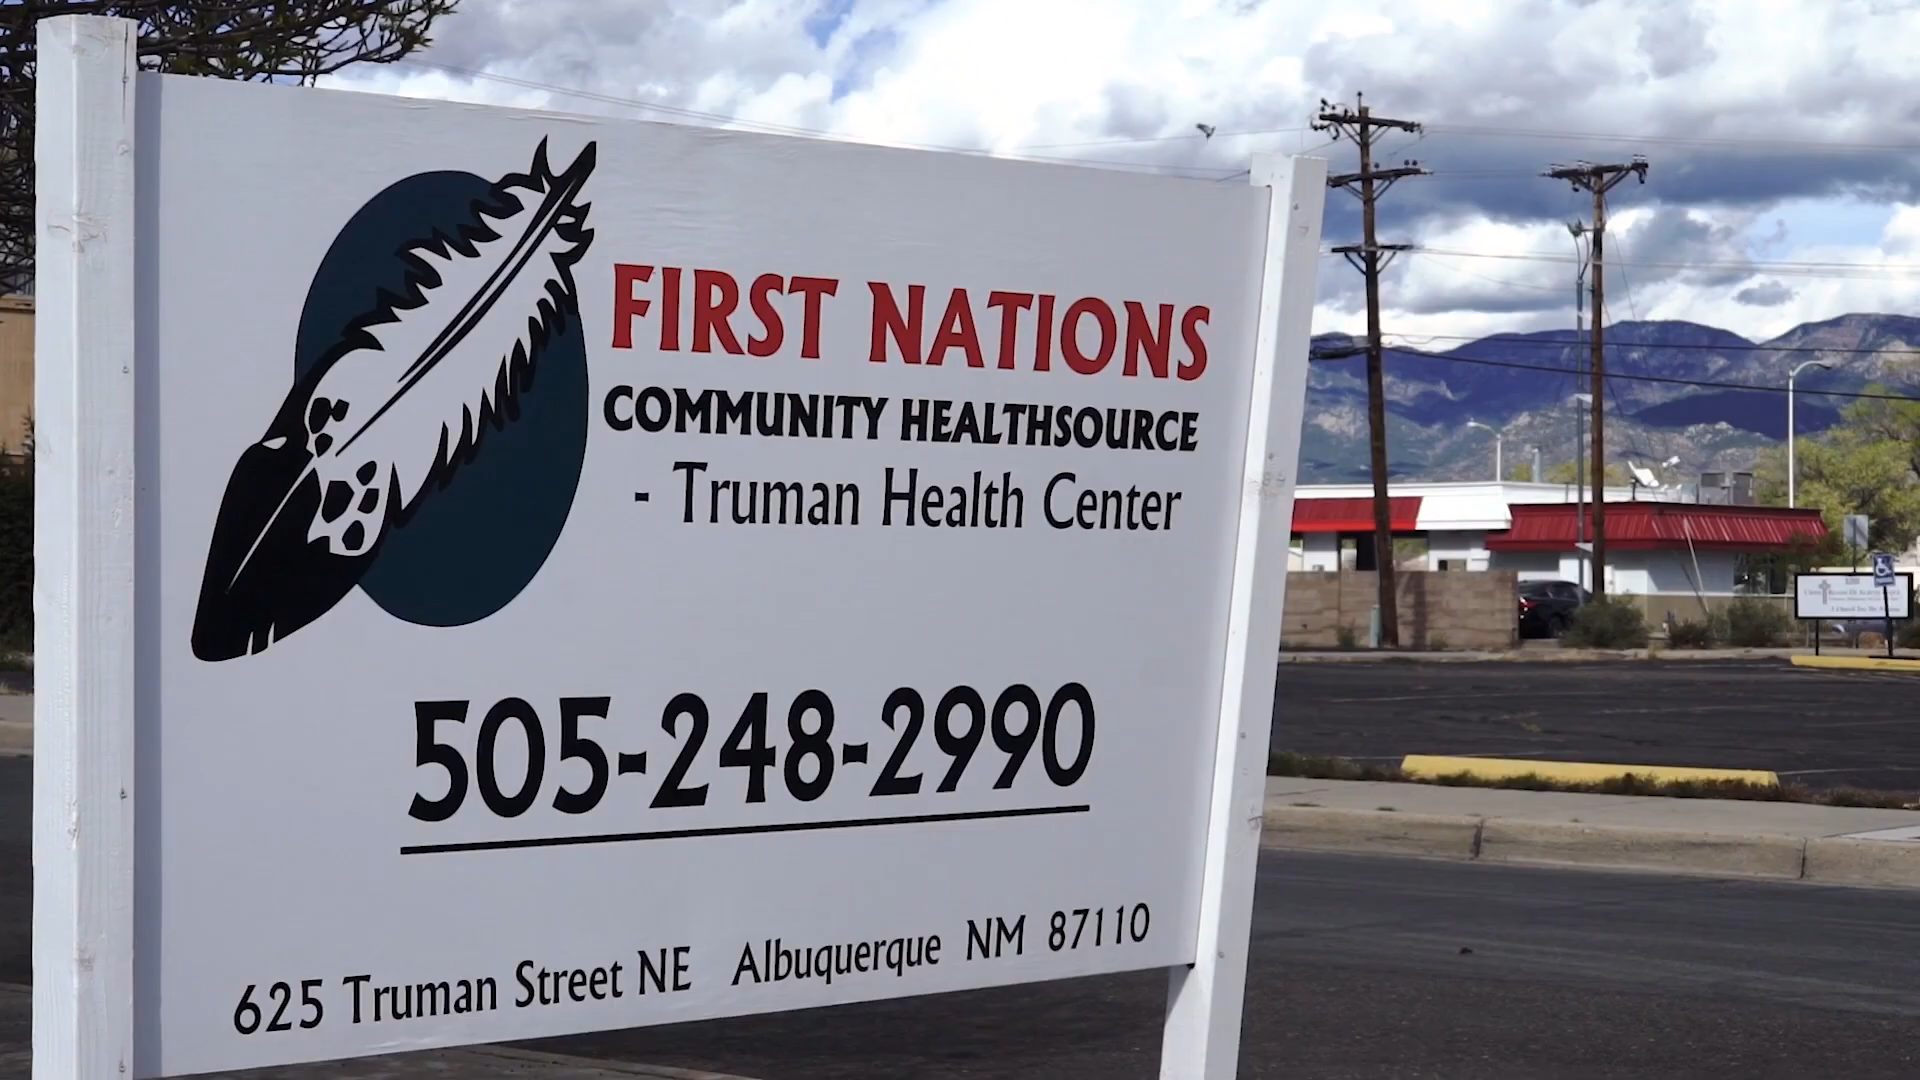 FIRST NATIONS
COMMUNITY HEALTHSOURCE
- Truman Health Center
505-248-2990
625 Truman Street NE Albuquerque NM 87110